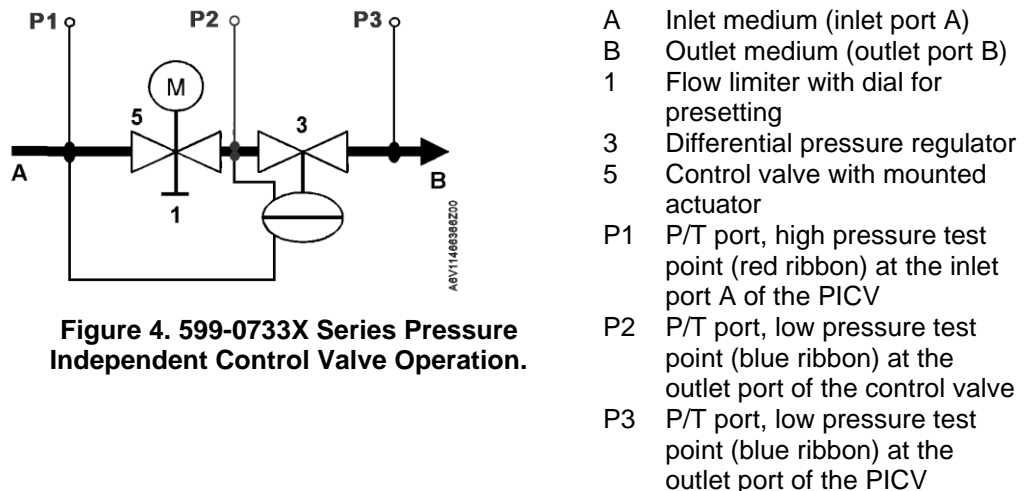 P1
P2
P3
M
5
3
A
B
1
A6V11466366Z00
Figure 4. 599-0733X Series Pressure
Independent Control Valve Operation.
A Inlet medium (inlet port A)
B Outlet medium (outlet port B)
1 Flow limiter with dial for
presetting
3 Differential pressure regulator
5 Control valve with mounted
actuator
P1 P/T port, high pressure test
point (red ribbon) at the inlet
port A of the PICV
P2 P/T port, low pressure test
point (blue ribbon) at the
outlet port of the control valve
P3 P/T port, low pressure test
point (blue ribbon) at the
outlet port of the PICV